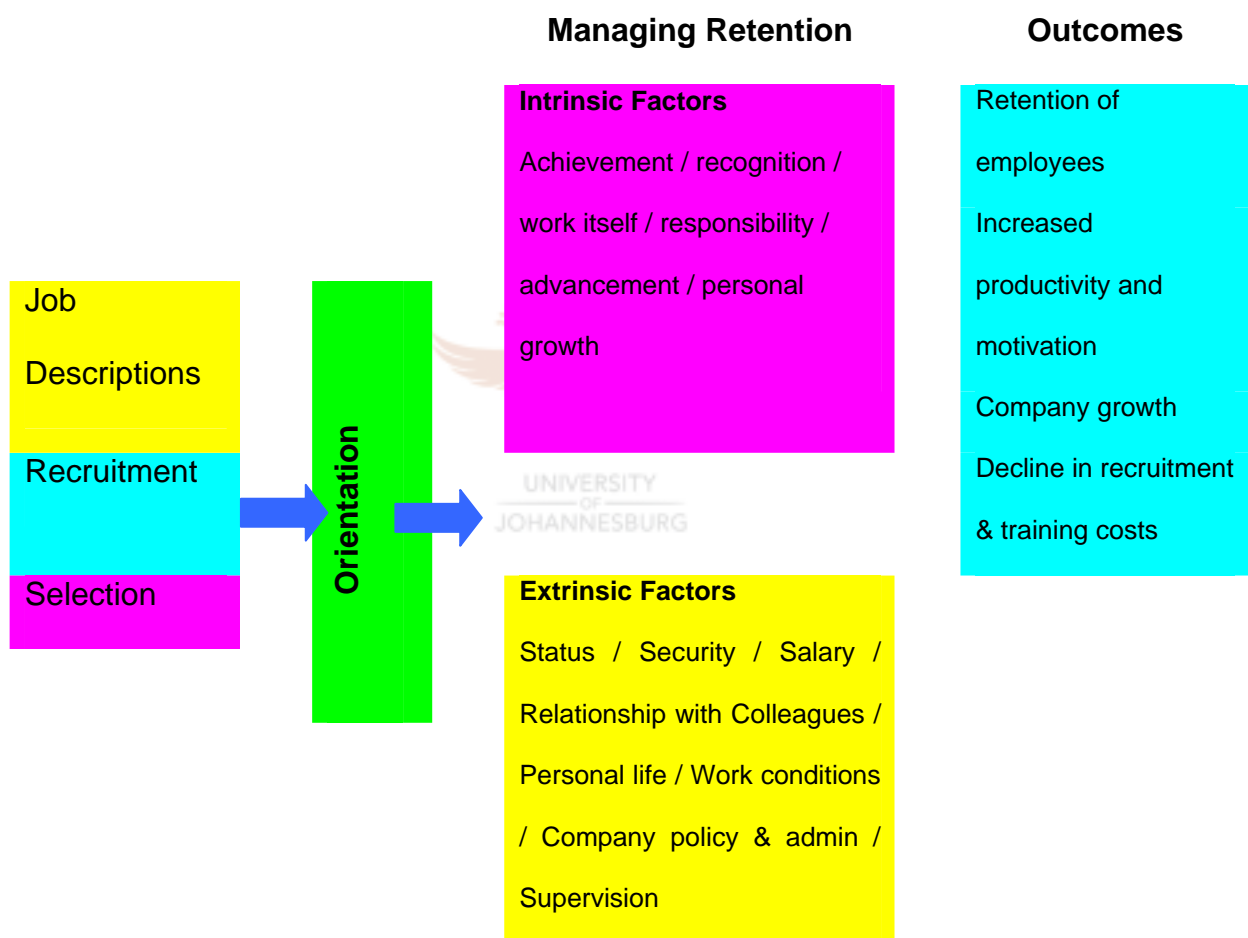 Managing Retention
Outcomes
Job
Descriptions
Recruitment
Selection
Orientation
Intrinsic Factors
Achievement / recognition /
work itself / responsibility /
advancement / personal
growth
UNIVERSITY
OF
JOHANNESBURG
Extrinsic Factors
Status / Security / Salary /
Relationship with Colleagues /
Personal life / Work conditions
/ Company policy & admin /
Supervision
Retention of
employees
Increased
productivity and
motivation
Company growth
Decline in recruitment
& training costs